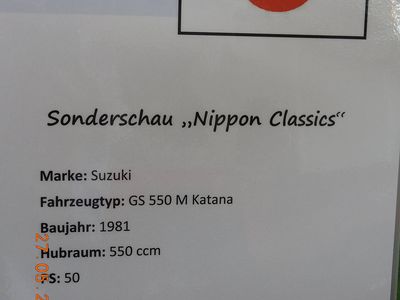 Sonderschau „Nippon Classics“
Marke: Suzuki
Fahrzeugtyp: GS 550 M Katana
Baujahr: 1981
Hubraum: 550 ccm
PS: 50